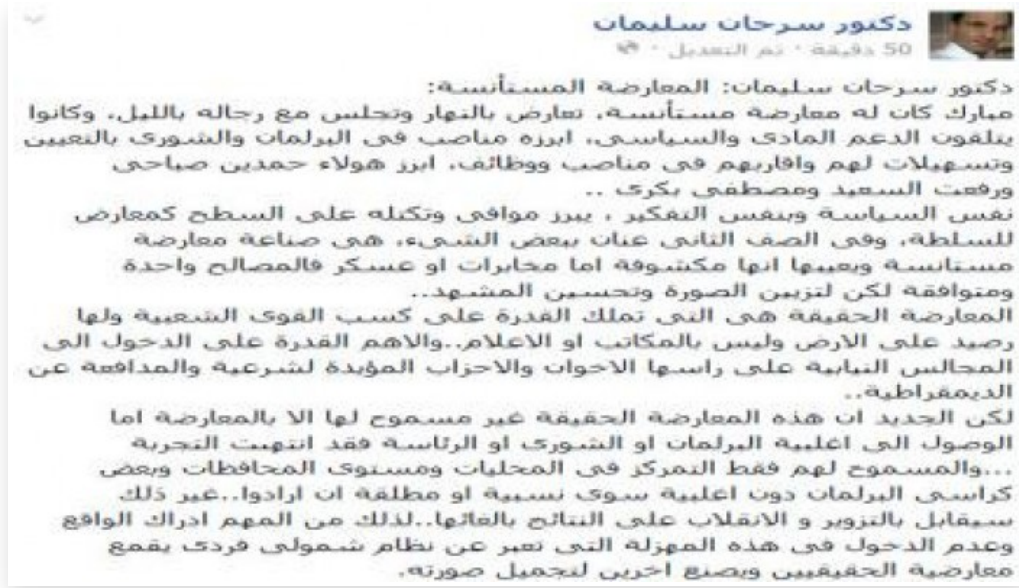 دكتور سرحان سليمان
50 دقيقة · تم التعديل ·
دكتور سرحان سليمان: المعارضة المستأنسة:
مبارك كان له معارضة مستأنسة، تعارض بالنهار وتجلس مع رجاله بالليل، وكانوا
يتلقون الدعم المادى والسياسى، ابرزه مناصب فى البرلمان والشورى بالتعيين
وتسهيلات لهم واقاربهم فى مناصب ووظائف، ابرز هولاء حمدين صباحى
ورفعت السعيد ومصطفى بكرى ..
نفس السياسة وبنفس التفكير ، يبرز موافى وتكتله على السطح كمعارض
للسلطة، وفى الصف الثانى عنان ببعض الشىء، هى صناعة معارضة
مستانسة ويعيبها انها مكشوفة اما مخابرات او عسكر فالمصالح واحدة
ومتوافقة لكن لتزيين الصورة وتحسين المشهد..
المعارضة الحقيقة هى التى تملك القدرة على كسب القوى الشعبية ولها
رصيد على الارض وليس بالمكاتب او الاعلام..والاهم القدرة على الدخول الى
المجالس النيابية على راسها الاخوان والاحزاب المؤيدة لشرعية والمدافعة عن
الديمقراطية..
لكن الجديد ان هذه المعارضة الحقيقة غير مسموح لها الا بالمعارضة اما
الوصول الى اغلبية البرلمان او الشورى او الرئاسة فقد انتهيت التجربة
...والمسموح لهم فقط التمركز فى المحليات ومستوى المحافظات وبعض
كراسى البرلمان دون اغلبية سوى نسبية او مطلقة ان ارادوا..غير ذلك
سيقابل بالتزوير و الانقلاب على النتائج بالغائها..لذلك من المهم ادراك الواقع
وعدم الدخول فى هذه المهزلة التى تعبر عن نظام شمولى فردى يقمع
معارضية الحقيقيين ويصنع اخرين لتجميل صورته.